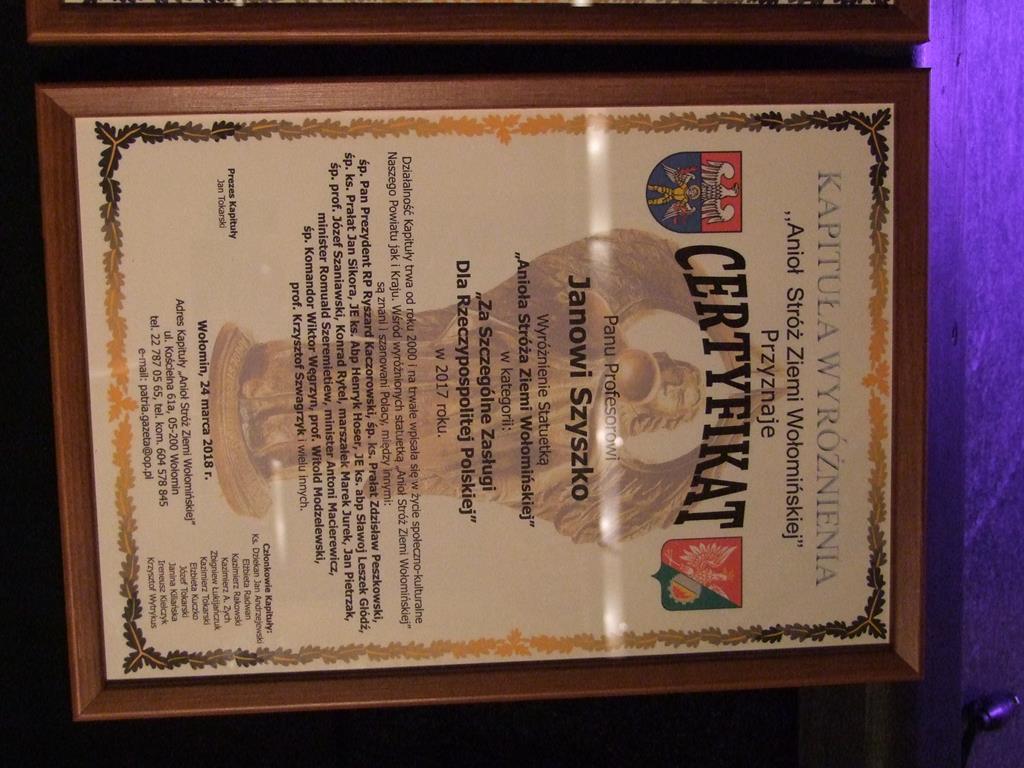 KAPITUŁA WYRÓŻNIENIA
,,Anioł Stróż Ziemi Wołomińskiej"
Przyznaje
CERTYFIKAT
Panu Profesorowi
Janowi Szyszko
Wyróżnienie Statuetką
„Anioła Stróża Ziemi Wołomińskiej"
w kategorii:
„Za Szczególne Zasługi
Dla Rzeczypospolitej Polskiej"
w 2017 roku.
Działalność Kapituły trwa od roku 2000 i na trwałe wpisała się w życie społeczno-kulturalne
Naszego Powiatu jak i Kraju. Wśród wyróżnionych statuetką „Anioł Stróż Ziemi Wołomińskiej"
są znani i szanowani Polacy, między innymi:
śp. Pan Prezydent RP Ryszard Kaczorowski, śp. ks. Prałat Zdzisław Peszkowski,
śp. ks. Prałat Jan Sikora, JE ks. Abp Henryk Hoser, JE ks. abp Sławoj Leszek Głódź,
śp. prof. Józef Szaniawski, Konrad Rytel, marszałek Marek Jurek, Jan Pietrzak,
minister Romuald Szeremietiew, minister Antoni Macierewicz,
śp. Komandor Wiktor Węgrzyn, prof. Witold Modzelewski,
prof. Krzysztof Szwagrzyk i wielu innych.
Prezes Kapituły
Jan Tokarski
Wołomin, 24 marca 2018 r.
Adres Kapituły „Anioł Stróż Ziemi Wołomińskiej"
ul. Kościelna 61a, 05-200 Wołomin
tel. 22 787 05 65, tel. kom. 604 578 845
e-mail: patria.gazeta@op.pl
Członkowie Kapituły:
Ks. Dziekan Jan Andrzejewski
Elżbieta Radwan
Kazimierz Rakowski
Kazimierz A. Zych
Zbigniew Łukijańczuk
Kazimierz Tokarski
Elżbieta Kuczko
Józef Tokarski
Janina Kiliańska
Ireneusz Kiełczyk
Krzysztof Wytrykus